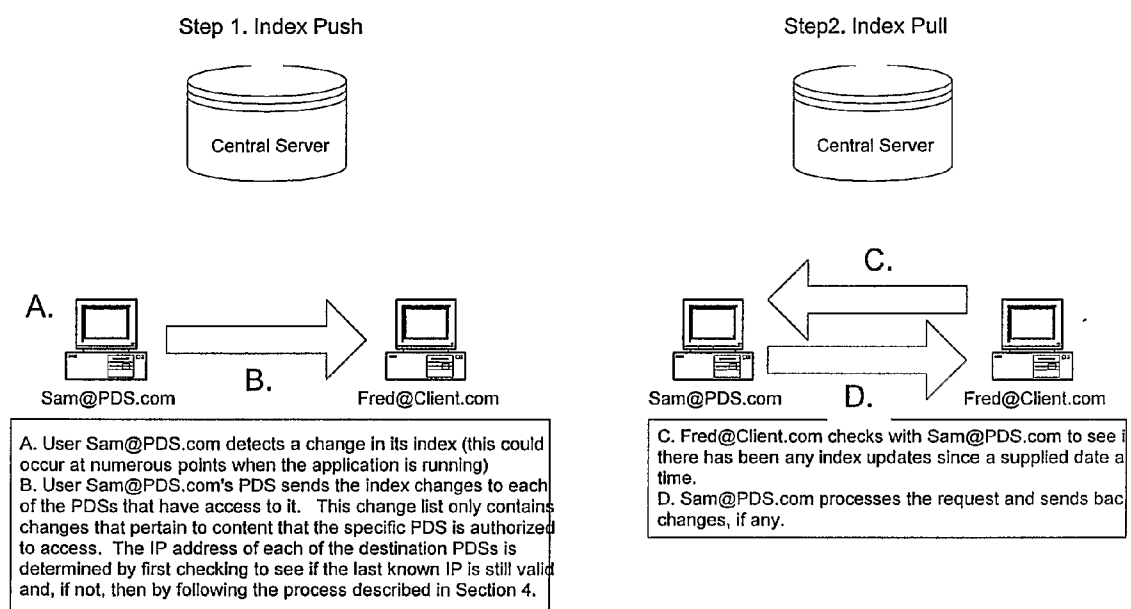 Step 1. Index Push
Central Server
A.
B.
Sam@PDS.com
Fred@Client.com
A. User Sam@PDS.com detects a change in its index (this could
occur at numerous points when the application is running)
B. User Sam@PDS.com's PDS sends the index changes to each
of the PDSs that have access to it. This change list only contains
changes that pertain to content that the specific PDS is authorized
to access. The IP address of each of the destination PDSs is
determined by first checking to see if the last known IP is still valid
and, if not, then by following the process described in Section 4.
Step2. Index Pull
Central Server
C.
D.
Sam@PDS.com
Fred@Client.com
C. Fred@Client.com checks with Sam@PDS.com to see i
there has been any index updates since a supplied date a
time.
D. Sam@PDS.com processes the request and sends bac
changes, if any.